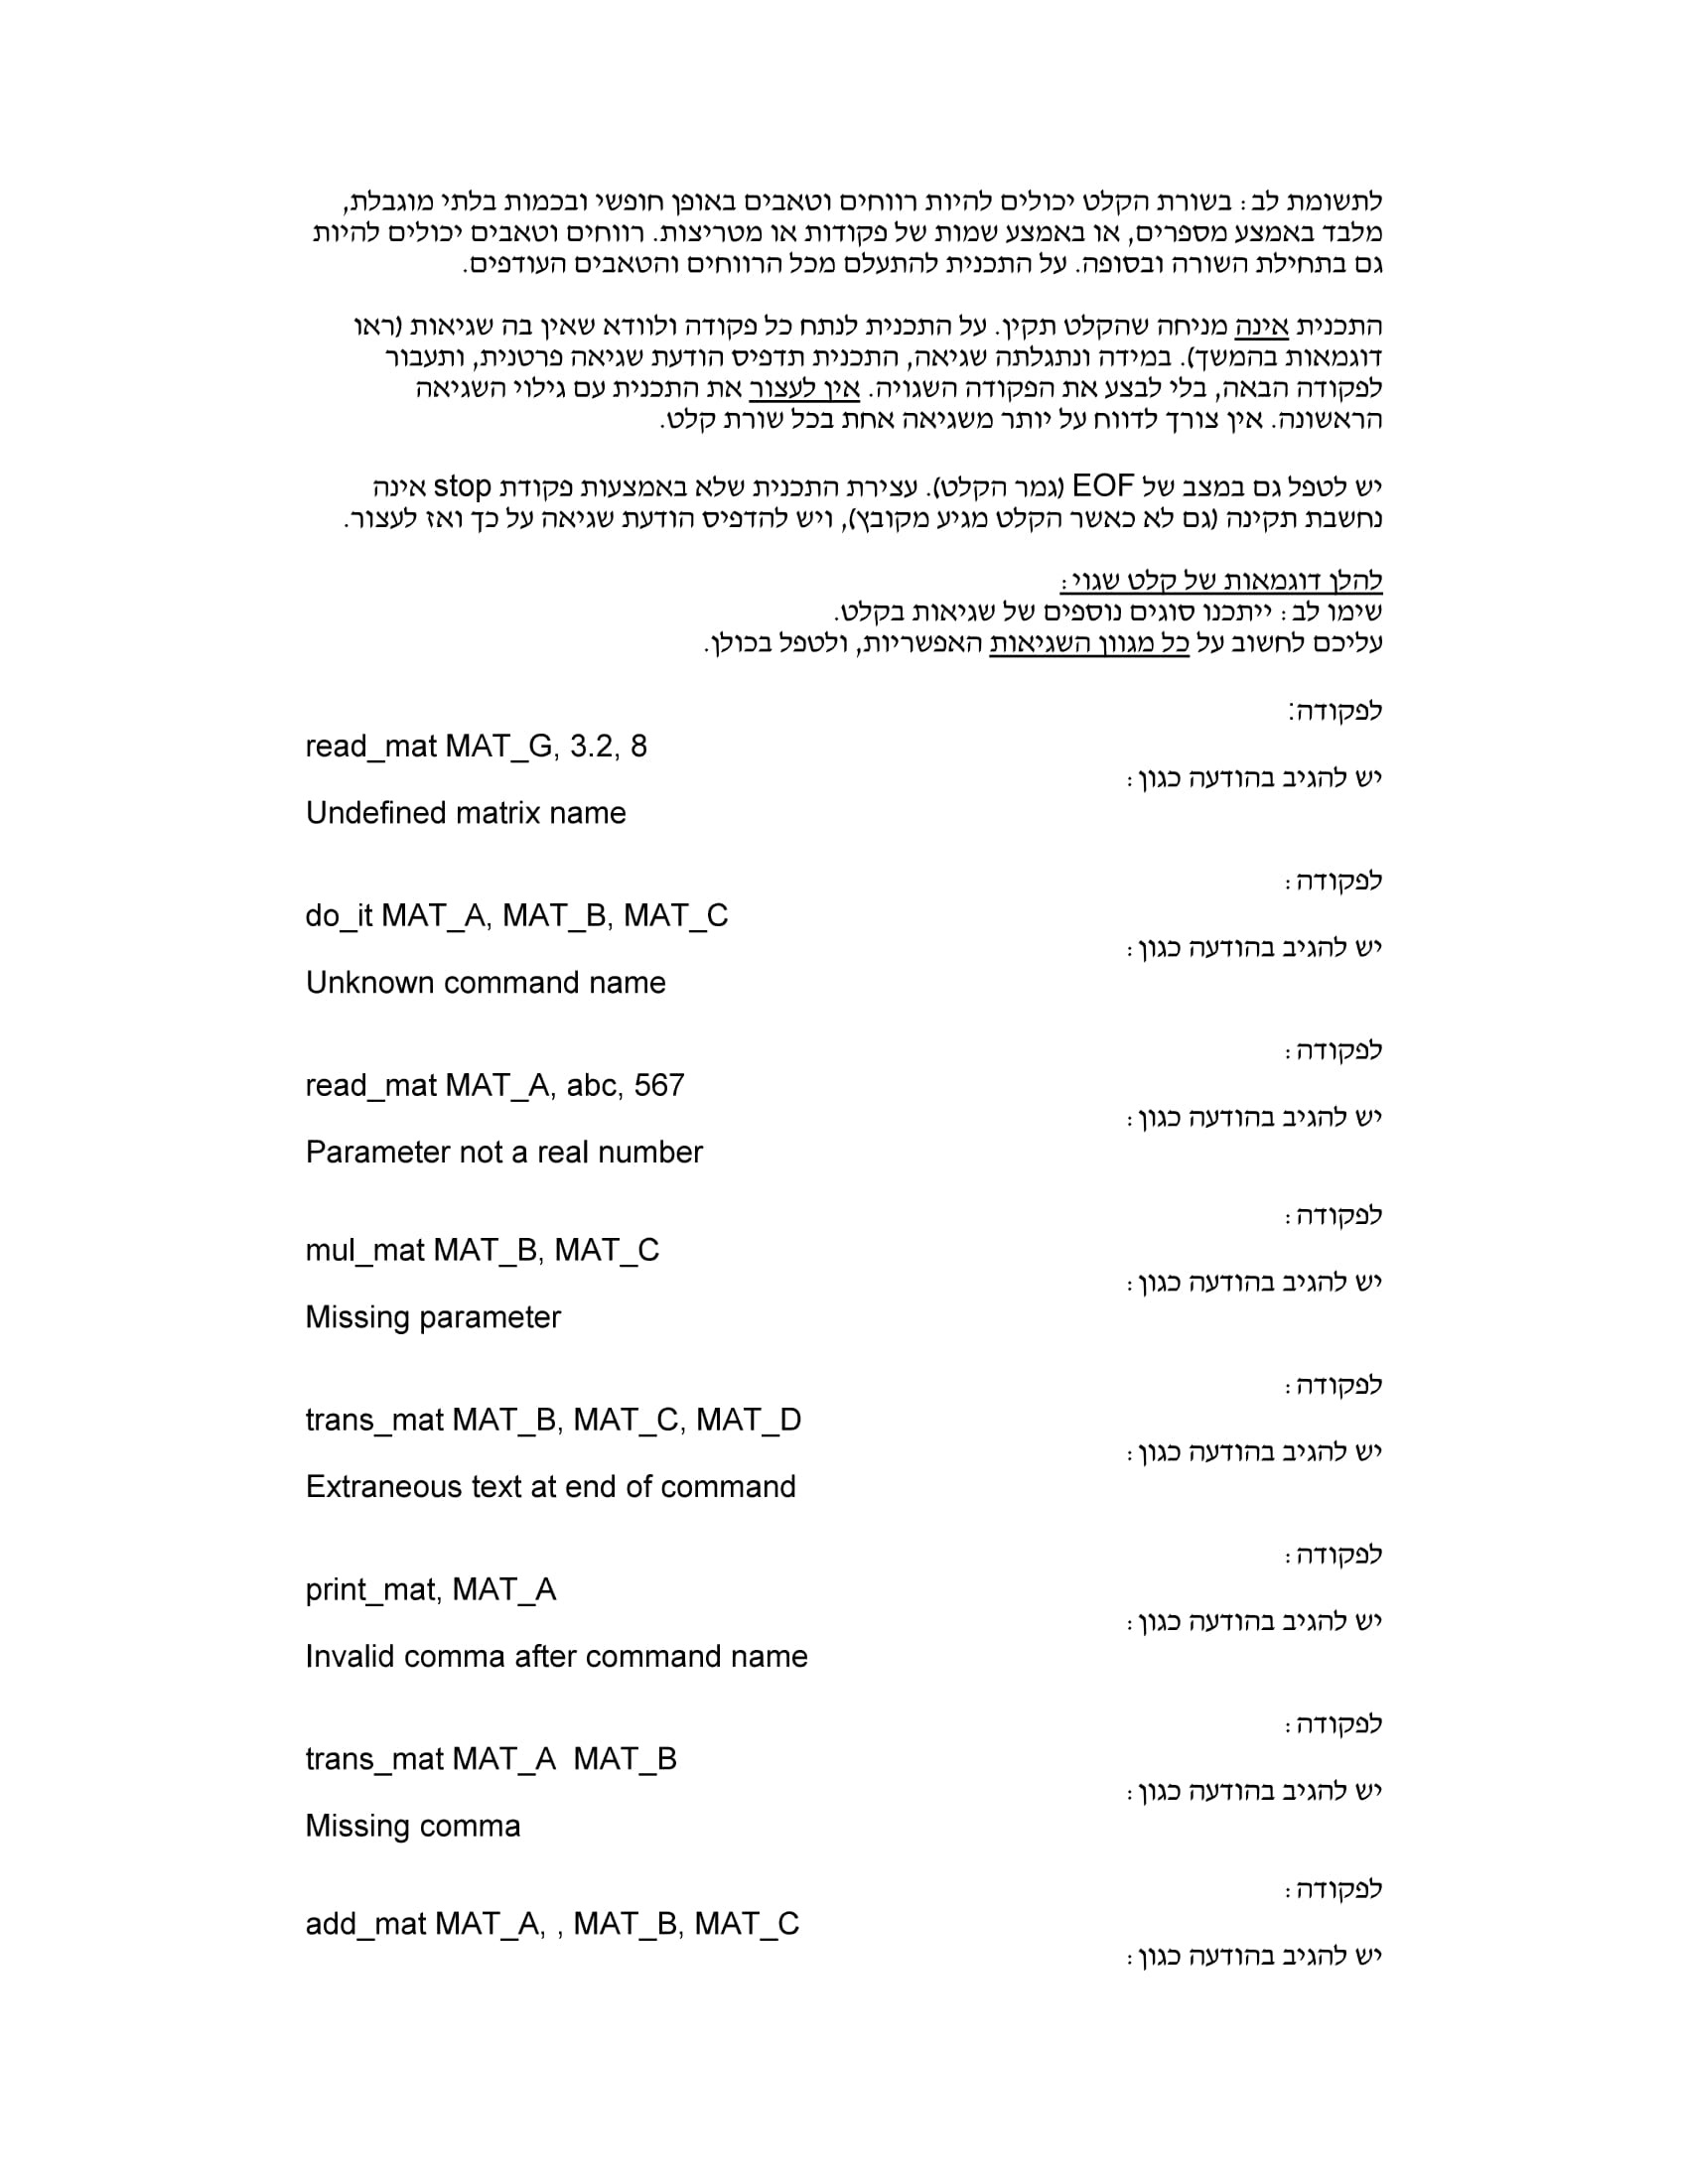 לתשומת לב: בשורת הקלט יכולים להיות רווחים וטאבים באופן חופשי ובכמות בלתי מוגבלת,
מלבד באמצע מספרים, או באמצע שמות של פקודות או מטריצות. רווחים וטאבים יכולים להיות
גם בתחילת השורה ובסופה. על התכנית להתעלם מכל הרווחים והטאבים העודפים.
התכנית אינה מניחה שהקלט תקין. על התכנית לנתח כל פקודה ולוודא שאין בה שגיאות (ראו
דוגמאות בהמשך). במידה ונתגלתה שגיאה, התכנית תדפיס הודעת שגיאה פרטנית, ותעבור
לפקודה הבאה, בלי לבצע את הפקודה השגויה. אין לעצור את התכנית עם גילוי השגיאה
הראשונה. אין צורך לדווח על יותר משגיאה אחת בכל שורת קלט.
יש לטפל גם במצב של EOF (גמר הקלט). עצירת התכנית שלא באמצעות פקודת stop אינה
נחשבת תקינה (גם לא כאשר הקלט מגיע מקובץ), ויש להדפיס הודעת שגיאה על כך ואז לעצור.
להלן דוגמאות של קלט שגוי:
שימו לב: ייתכנו סוגים נוספים של שגיאות בקלט.
עליכם לחשוב על כל מגוון השגיאות האפשריות, ולטפל בכולן.
לפקודה:
read_mat MAT_G, 3.2, 8
יש להגיב בהודעה כגון:
Undefined matrix name
לפקודה:
do_it MAT_A, MAT_B, MAT_C
יש להגיב בהודעה כגון:
Unknown command name
לפקודה:
read_mat MAT_A, abc, 567
יש להגיב בהודעה כגון:
Parameter not a real number
לפקודה:
mul_mat MAT_B, MAT_C
יש להגיב בהודעה כגון:
Missing parameter
לפקודה:
trans_mat MAT_B, MAT_C, MAT_D
יש להגיב בהודעה כגון:
Extraneous text at end of command
לפקודה:
print_mat, MAT_A
יש להגיב בהודעה כגון:
Invalid comma after command name
לפקודה:
trans_mat MAT_A  MAT_B
יש להגיב בהודעה כגון:
Missing comma
לפקודה:
add_mat MAT_A, , MAT_B, MAT_C
יש להגיב בהודעה כגון: